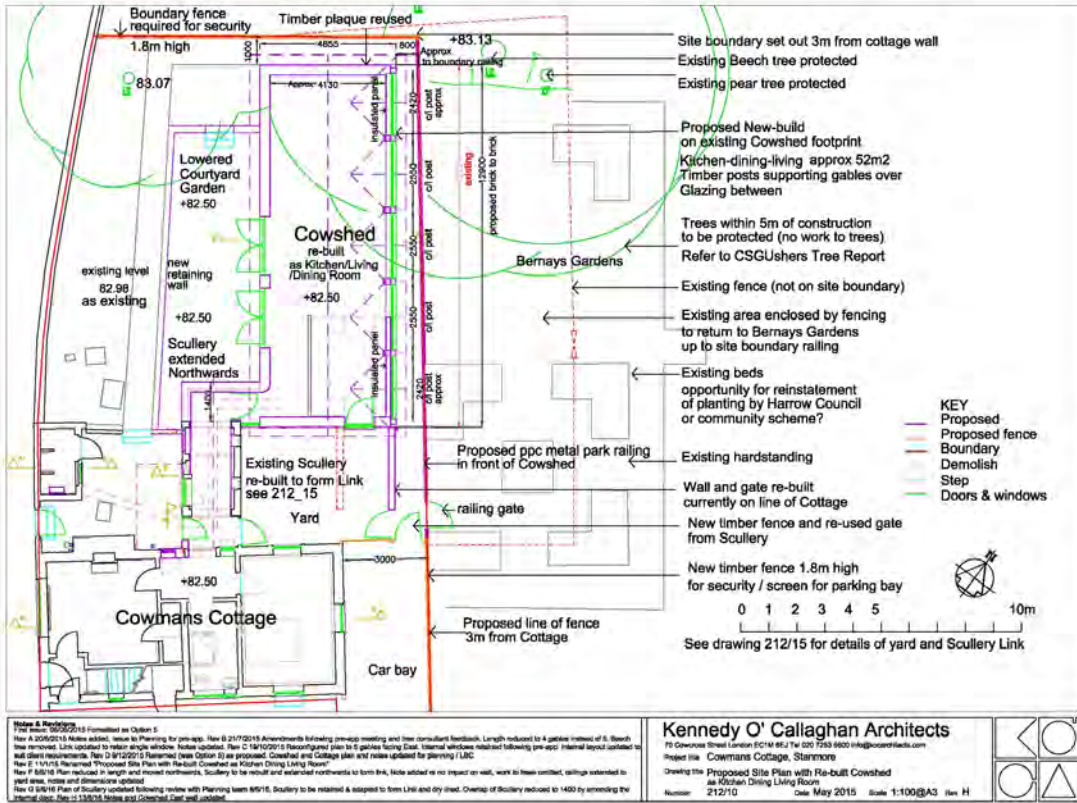 Boundary fence
required for security
1.8m high
Timber plaque reused
4855
800
1000
+83.13
Approx
to boundary railing
83.07
Approx 4130
insulated panel
2420
c/l post
approx
2550
c/l post
existing
12900
proposed brick to brick
2550
c/l post
2550
c/l post
insulated panel
2420
c/l post
approx
Lowered
Courtyard
Garden
+82.50
Cowshed
re-built
as Kitchen/Living
/Dining Room
+82.50
existing level
82.98
as existing
new
retaining
wall
+82.50
Scullery
extended
Northwards
1400
Bernays Gardens
Existing Scullery
re-built to form Link
see 212_15
Yard
Proposed ppc metal park railing
in front of Cowshed
railing gate
3000
+82.50
Cowmans Cottage
Proposed line of fence
3m from Cottage
Car bay
Site boundary set out 3m from cottage wall
Existing Beech tree protected
Existing pear tree protected
Proposed New-build
on existing Cowshed footprint
Kitchen-dining-living approx 52m2
Timber posts supporting gables over
Glazing between
Trees within 5m of construction
to be protected (no work to trees)
Refer to CSGUshers Tree Report
Existing fence (not on site boundary)
Existing area enclosed by fencing
to return to Bernays Gardens
up to site boundary railing
Existing beds
opportunity for reinstatement
of planting by Harrow Council
or community scheme?
Existing hardstanding
Wall and gate re-built
currently on line of Cottage
New timber fence and re-used gate
from Scullery
New timber fence 1.8m high
for security / screen for parking bay
KEY
Proposed
Proposed fence
Boundary
Demolish
Step
Doors & windows
N
0 1 2 3 4 5 10m
See drawing 212/15 for details of yard and Scullery Link
Notes & Revisions
Kennedy O' Callaghan Architects
70 Cowcross Street London EC1M 6EJ Tel 020 7253 6600 info@kocarchitects.com
Project title Cowmans Cottage, Stanmore
Drawing title Proposed Site Plan with Re-built Cowshed
as Kitchen Dining Living Room
Number 212/10 Date May 2015 Scale 1:100@A3 Rev H